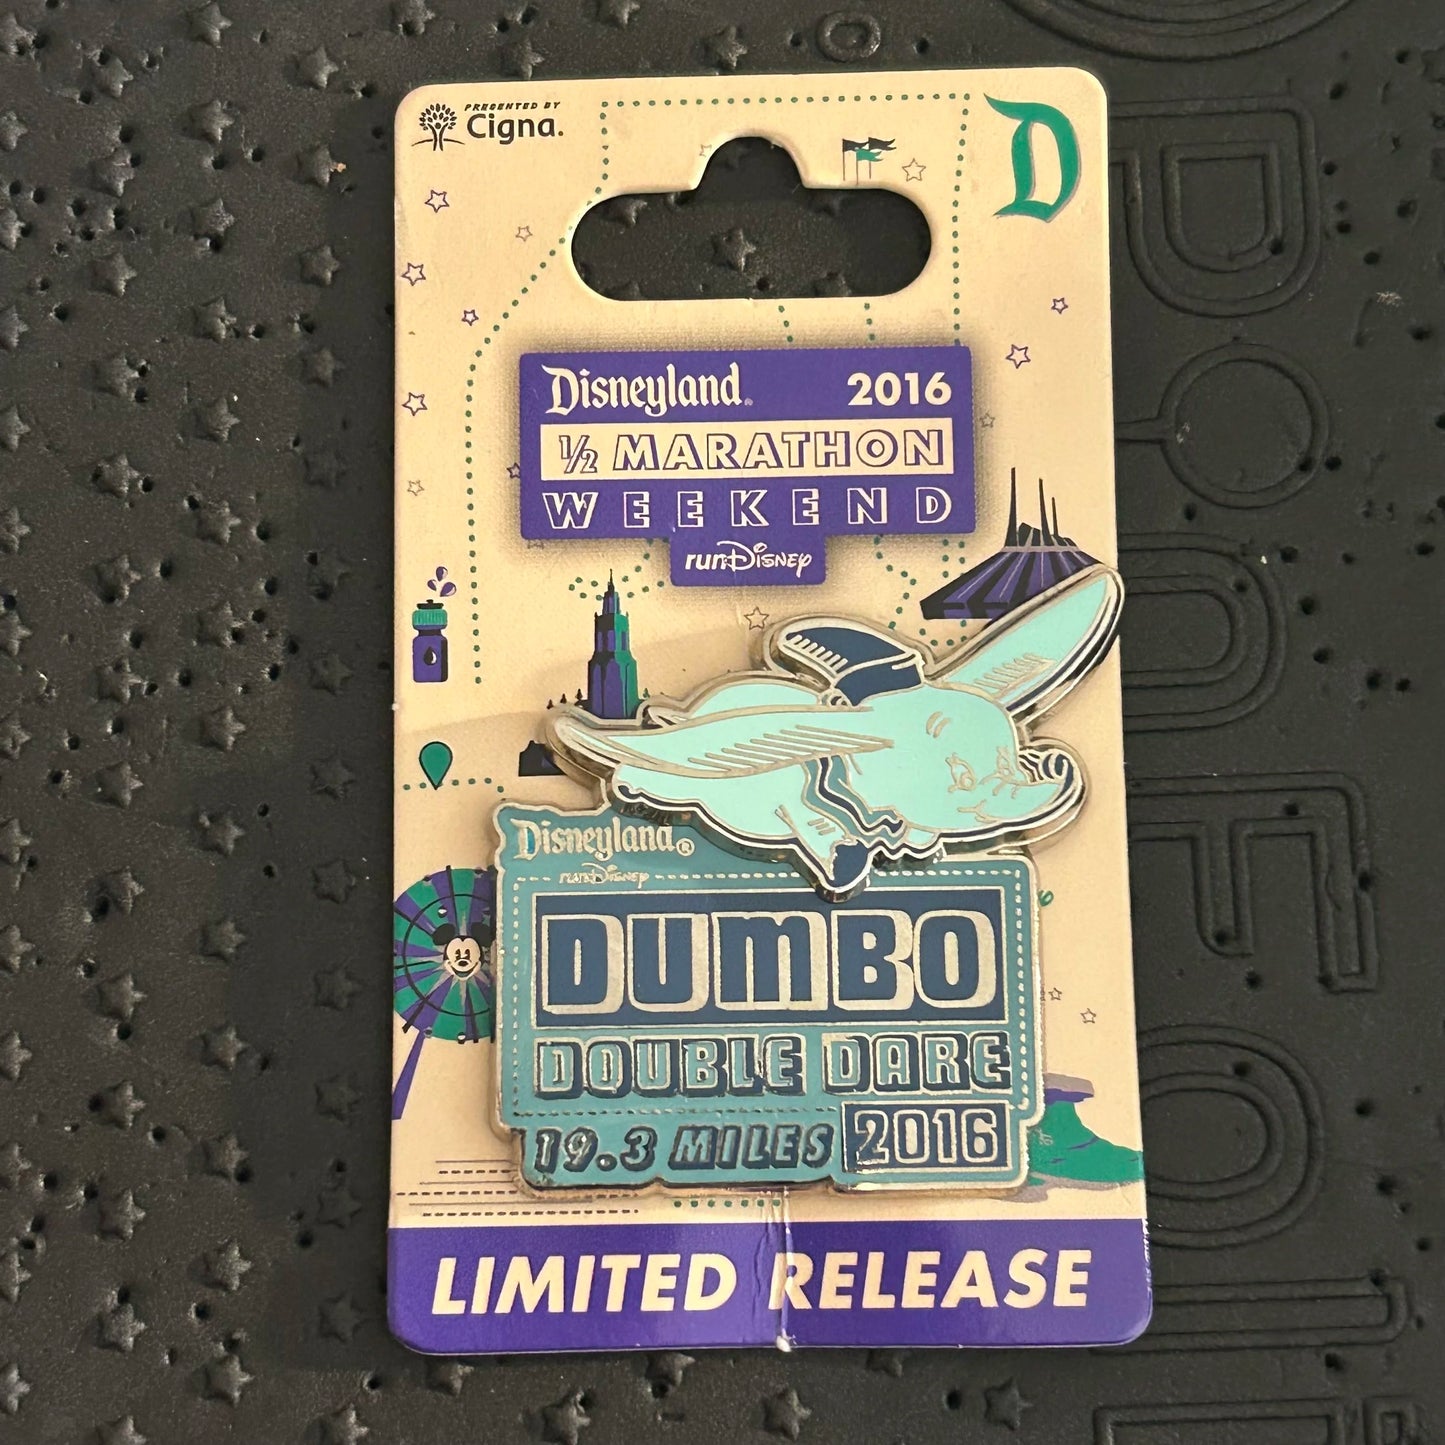 PRESENTED BY
Cigna.
D
Disneyland® 2016
1/2 MARATHON
WEEKEND
runDisney
Disneyland®
runDisney
DUMBO
DOUBLE DARE
19.3 MILES 2016
LIMITED RELEASE